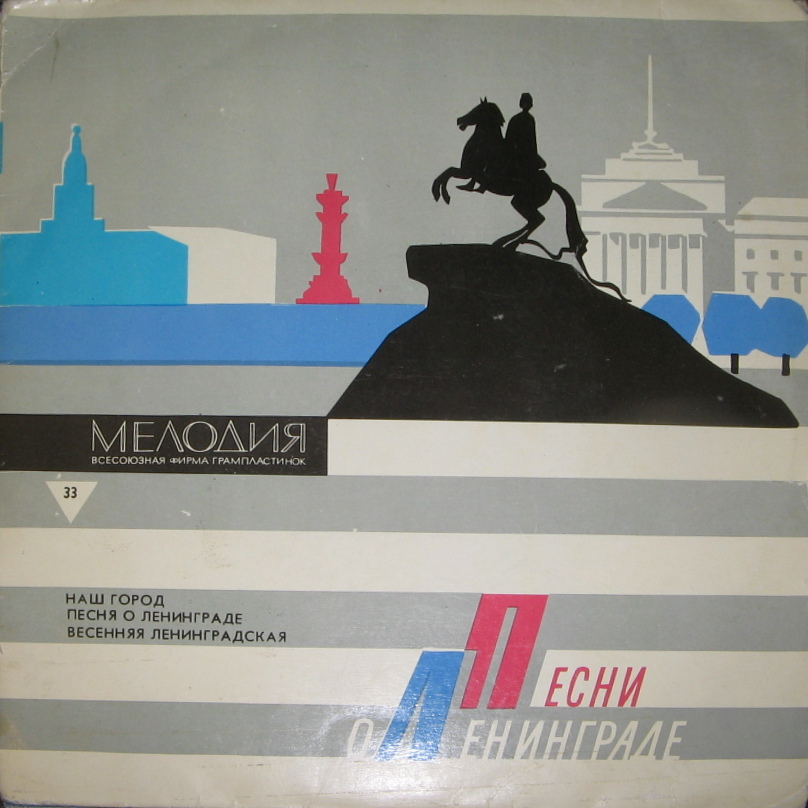 МЕЛОДИЯ
ВСЕСОЮЗНАЯ ФИРМА ГРАМПЛАСТИНОК
33
НАШ ГОРОД
ПЕСНЯ О ЛЕНИНГРАДЕ
ВЕСЕННЯЯ ЛЕНИНГРАДСКАЯ
ПЕСНИ
О ЛЕНИНГРАДЕ